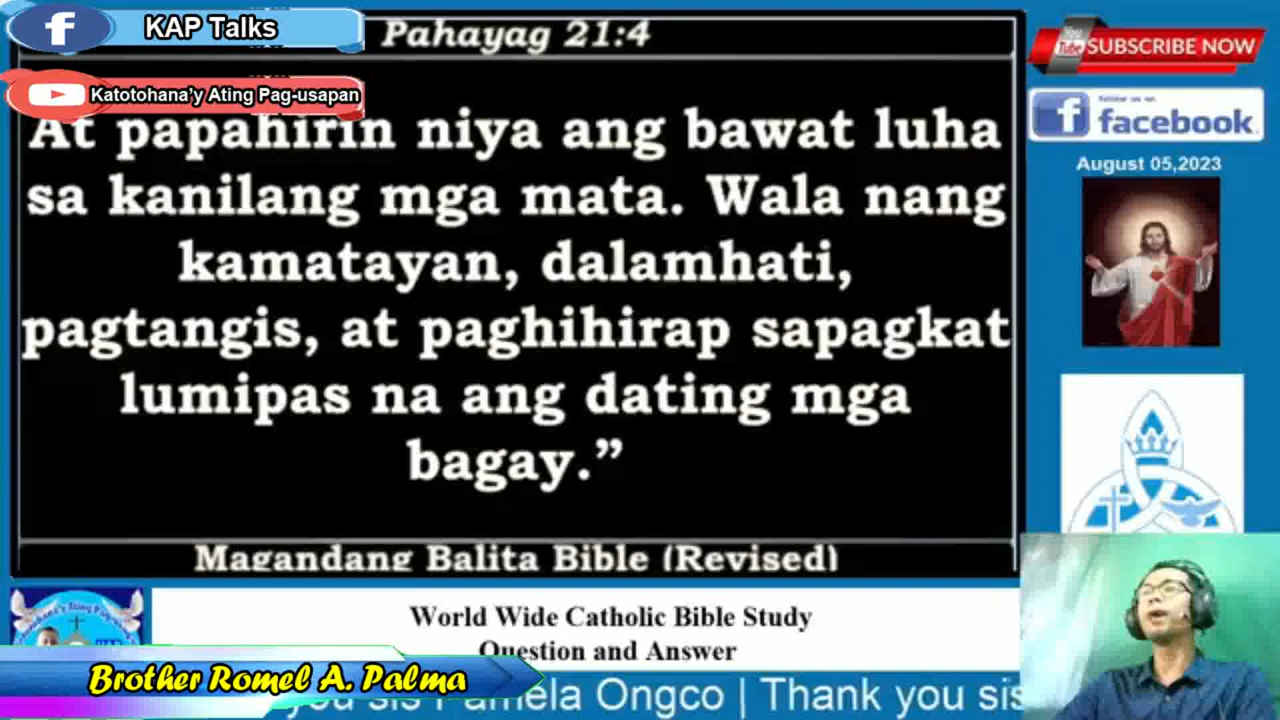 KAP Talks
Katotohana'y Ating Pag-usapan
Pahayag 21:4
At papahirin niya ang bawat luha
sa kanilang mga mata. Wala nang
kamatayan, dalamhati,
pagtangis, at paghihirap sapagkat
lumipas na ang dating mga
bagay.”
Magandang Balita Bible (Revised)
You Tube SUBSCRIBE NOW
facebook.
August 05,2023
World Wide Catholic Bible Study
Question and Answer
Brother Romel A. Palma
you sis Pamela Ongco | Thank you sis